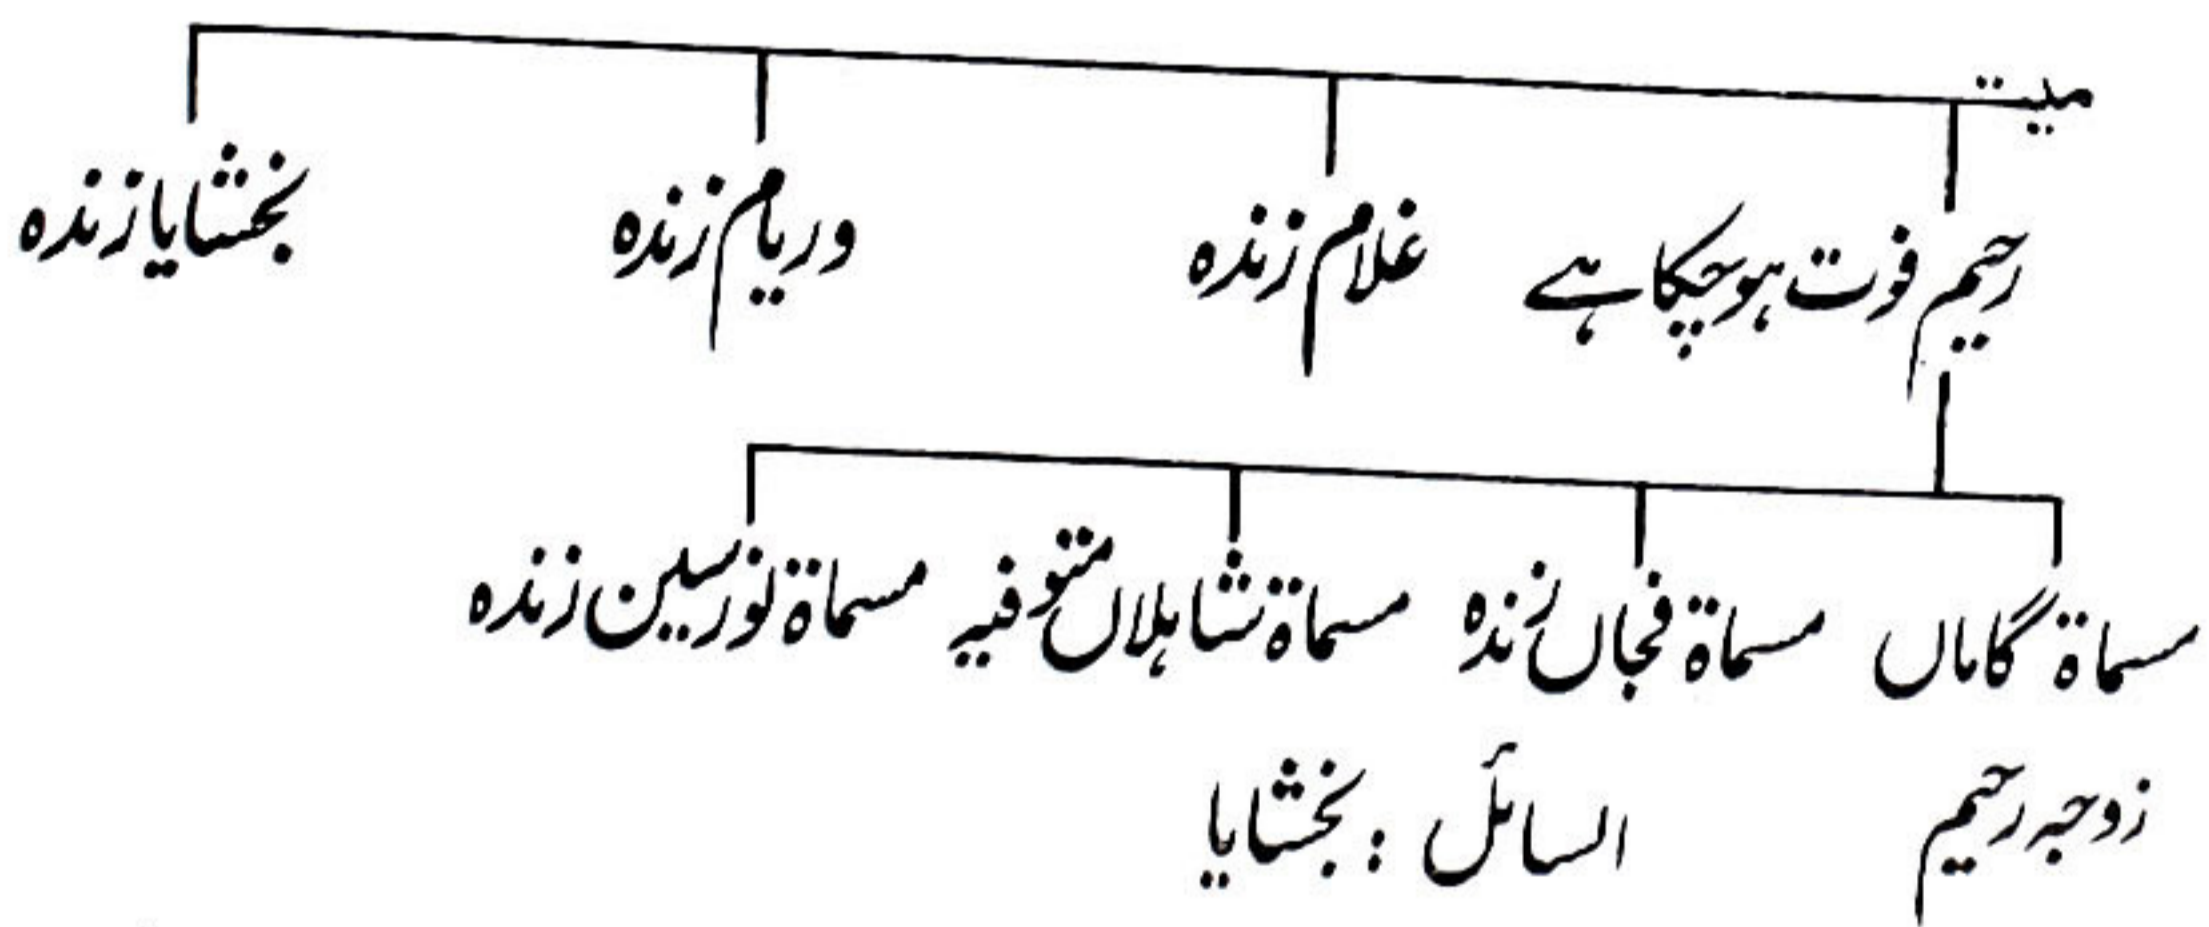 میت
رحیم فوت ہوچکا ہے غلام زندہ وریام زندہ بخشایا زندہ
مسماۃ گاماں مسماۃ فجاں زندہ مسماۃ شاہلاں متوفیہ مسماۃ نورسین زندہ
زوجہ رحیم السائل : بخشایا